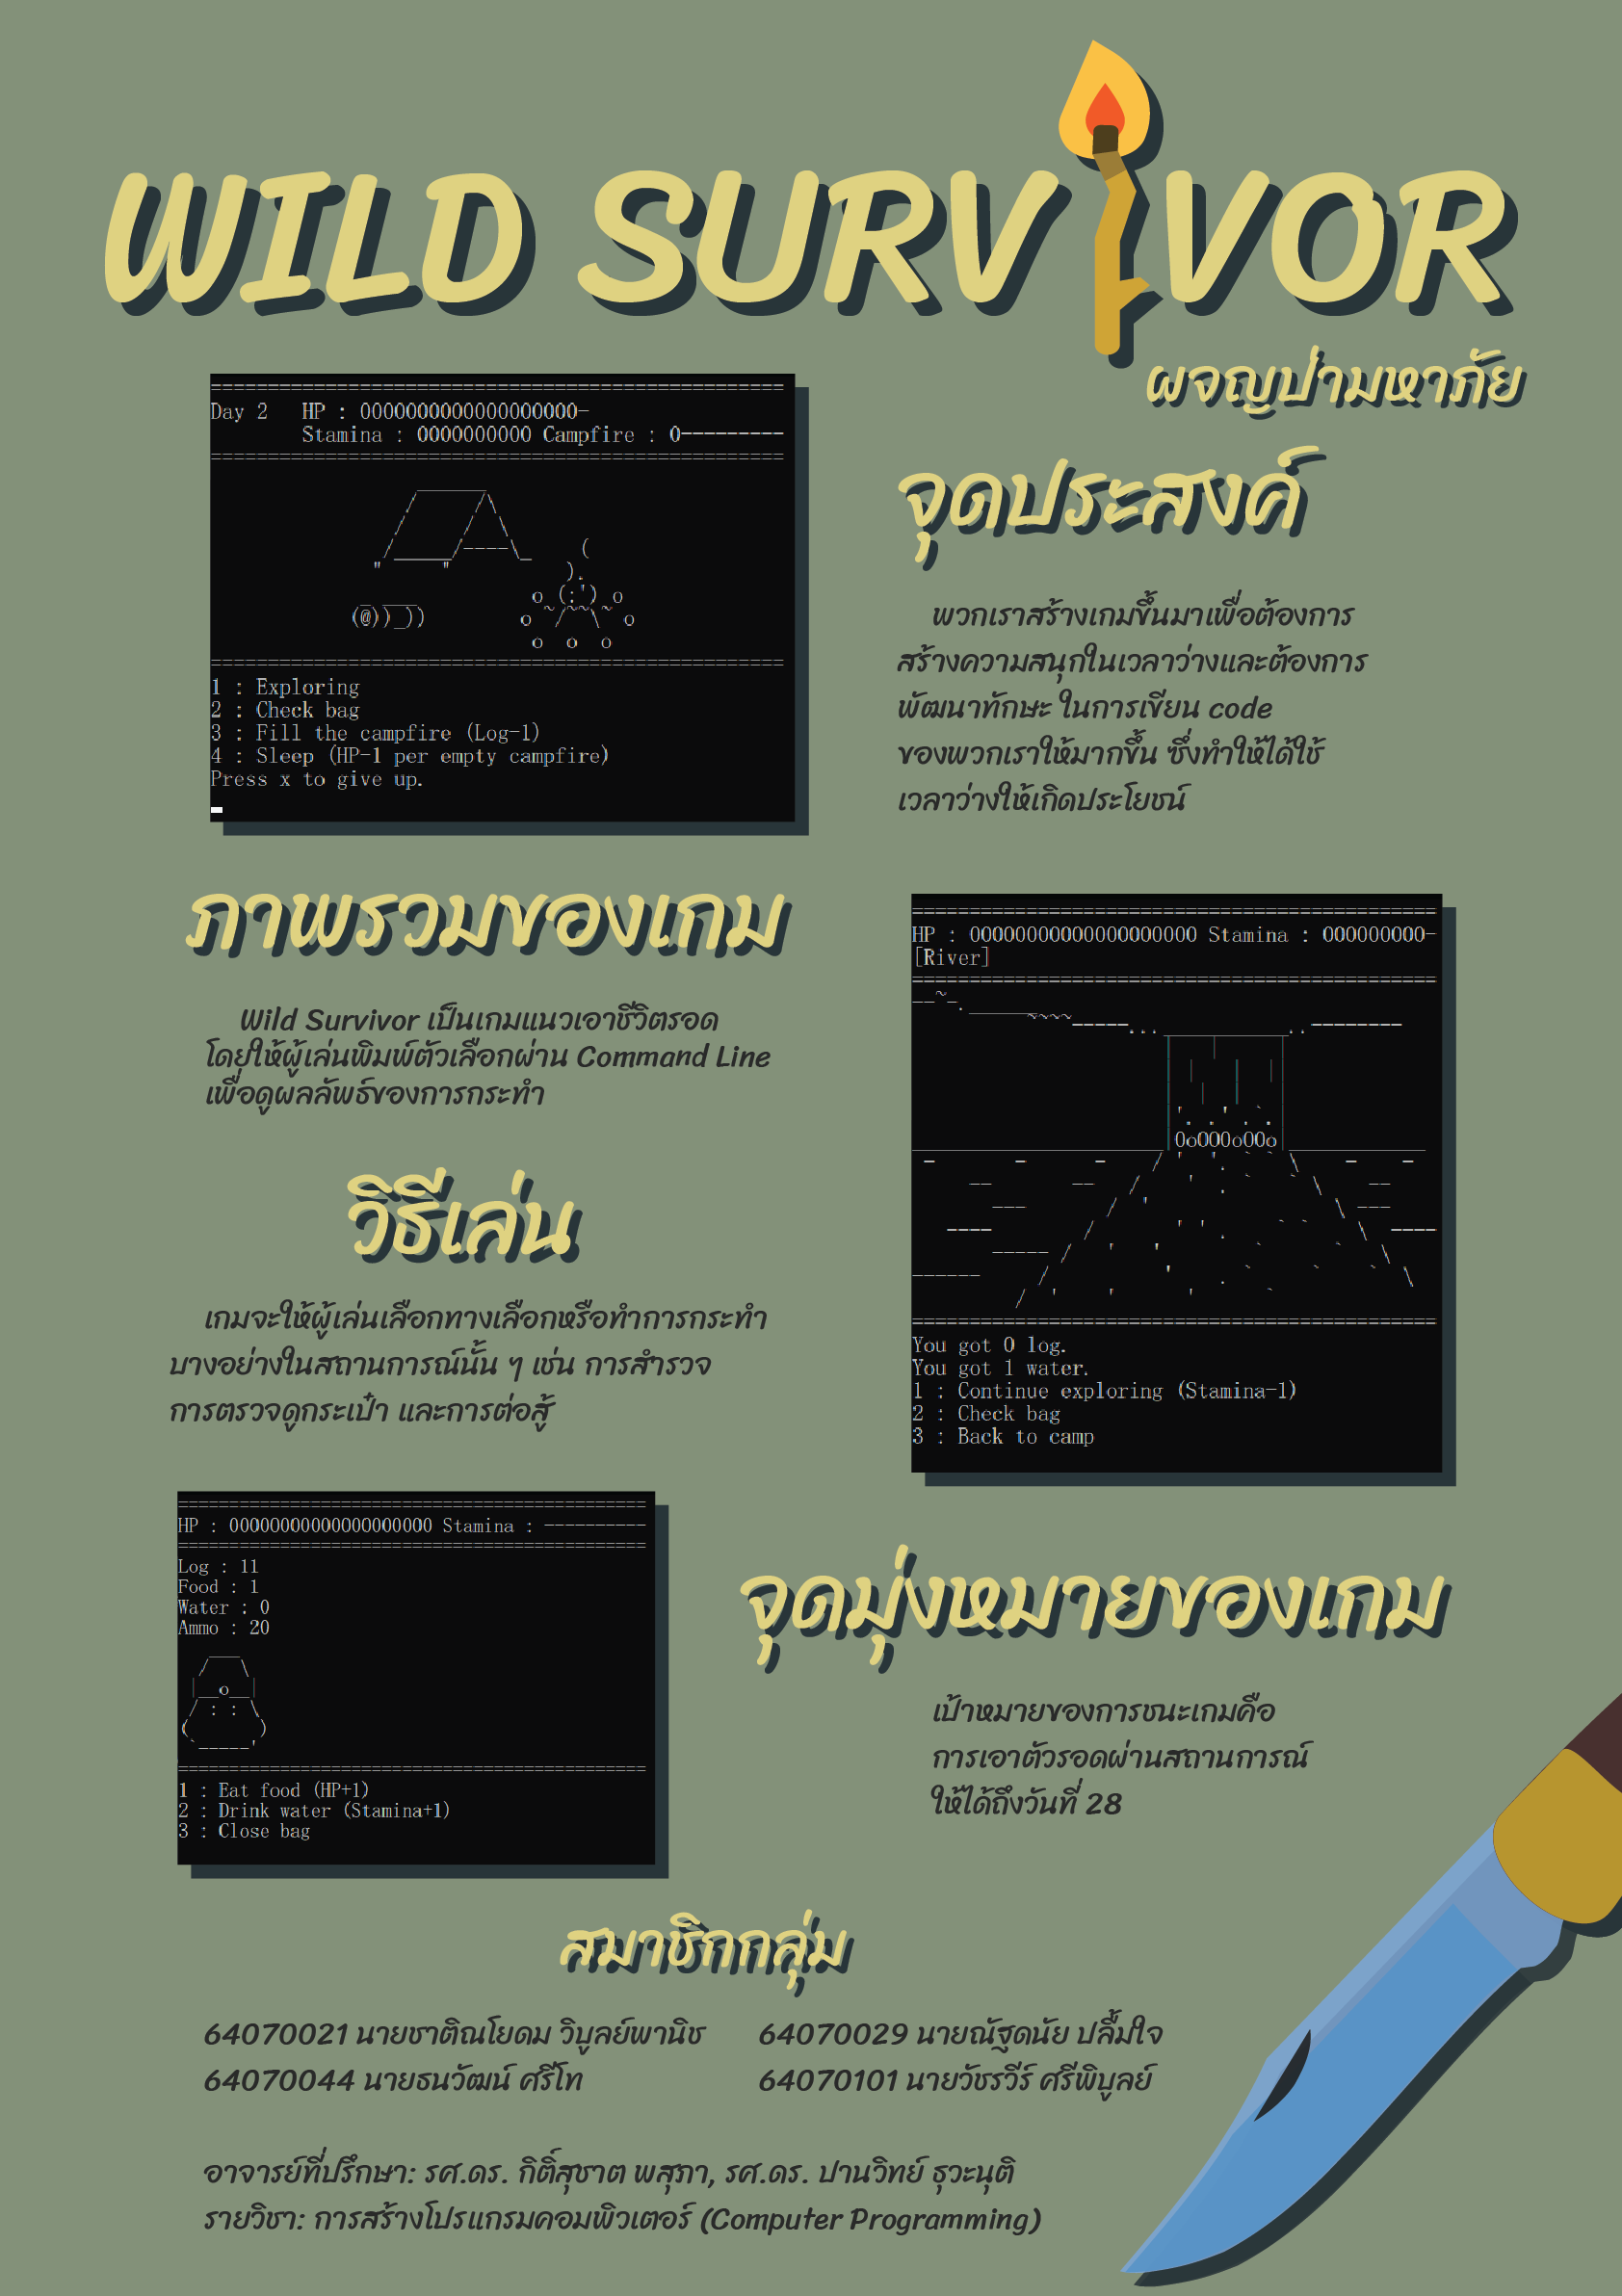 WILD SURVIVOR
ผจญป่ามหาภัย
Day 2 HP : 0000000000000000000-
Stamina : 0000000000 Campfire : 0---------
1 : Exploring
2 : Check bag
3 : Fill the campfire (Log-1)
4 : Sleep (HP-1 per empty campfire)
Press x to give up.
จุดประสงค์
พวกเราสร้างเกมขึ้นมาเพื่อต้องการ
สร้างความสนุกในเวลาว่างและต้องการ
พัฒนาทักษะ ในการเขียน code
ของพวกเราให้มากขึ้น ซึ่งทำให้ได้ใช้
เวลาว่างให้เกิดประโยชน์
ภาพรวมของเกม
Wild Survivor เป็นเกมแนวเอาชีวิตรอด
โดยให้ผู้เล่นพิมพ์ตัวเลือกผ่าน Command Line
เพื่อดูผลลัพธ์ของการกระทำ
วิธีเล่น
เกมจะให้ผู้เล่นเลือกทางเลือกหรือทำการกระทำ
บางอย่างในสถานการณ์นั้น ๆ เช่น การสำรวจ
การตรวจดูกระเป๋า และการต่อสู้
HP : 00000000000000000000 Stamina : 000000000-
[River]
You got 0 log.
You got 1 water.
1 : Continue exploring (Stamina-1)
2 : Check bag
3 : Back to camp
HP : 00000000000000000000 Stamina : ----------
Log : 11
Food : 1
Water : 0
Ammo : 20
1 : Eat food (HP+1)
2 : Drink water (Stamina+1)
3 : Close bag
จุดมุ่งหมายของเกม
เป้าหมายของการชนะเกมคือ
การเอาตัวรอดผ่านสถานการณ์
ให้ได้ถึงวันที่ 28
สมาชิกกลุ่ม
64070021 นายชาติณโยดม วิบูลย์พานิช 64070029 นายณัฐดนัย ปลื้มใจ
64070044 นายธนวัฒน์ ศรีโท 64070101 นายวัชรวีร์ ศรีพิบูลย์
อาจารย์ที่ปรึกษา: รศ.ดร. กิติ์สุชาต พสุภา, รศ.ดร. ปานวิทย์ ธุวะนุติ
รายวิชา: การสร้างโปรแกรมคอมพิวเตอร์ (Computer Programming)